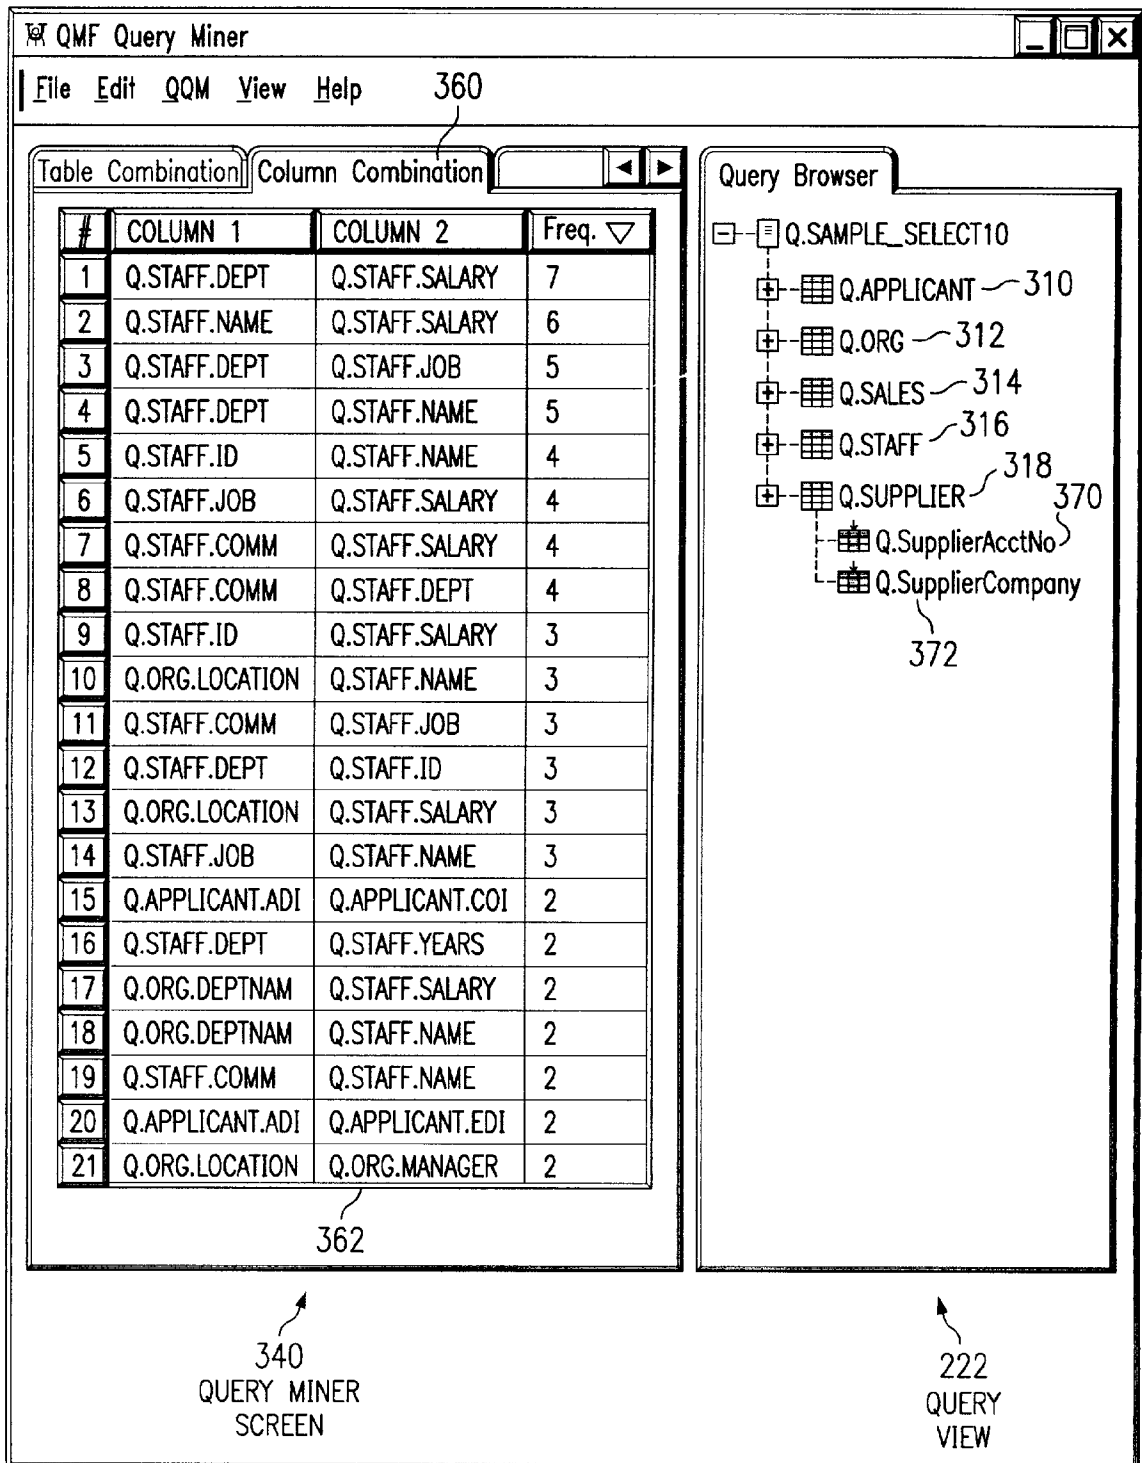 QMF Query Miner
File Edit QQM View Help 360
Table Combination Column Combination
# COLUMN 1 COLUMN 2 Freq.
1 Q.STAFF.DEPT Q.STAFF.SALARY 7
2 Q.STAFF.NAME Q.STAFF.SALARY 6
3 Q.STAFF.DEPT Q.STAFF.JOB 5
4 Q.STAFF.DEPT Q.STAFF.NAME 5
5 Q.STAFF.ID Q.STAFF.NAME 4
6 Q.STAFF.JOB Q.STAFF.SALARY 4
7 Q.STAFF.COMM Q.STAFF.SALARY 4
8 Q.STAFF.COMM Q.STAFF.DEPT 4
9 Q.STAFF.ID Q.STAFF.SALARY 3
10 Q.ORG.LOCATION Q.STAFF.NAME 3
11 Q.STAFF.COMM Q.STAFF.JOB 3
12 Q.STAFF.DEPT Q.STAFF.ID 3
13 Q.ORG.LOCATION Q.STAFF.SALARY 3
14 Q.STAFF.JOB Q.STAFF.NAME 3
15 Q.APPLICANT.ADI Q.APPLICANT.COI 2
16 Q.STAFF.DEPT Q.STAFF.YEARS 2
17 Q.ORG.DEPTNAM Q.STAFF.SALARY 2
18 Q.ORG.DEPTNAM Q.STAFF.NAME 2
19 Q.STAFF.COMM Q.STAFF.NAME 2
20 Q.APPLICANT.ADI Q.APPLICANT.EDI 2
21 Q.ORG.LOCATION Q.ORG.MANAGER 2
362
340
QUERY MINER
SCREEN
Query Browser
Q.SAMPLE_SELECT10
Q.APPLICANT 310
Q.ORG 312
Q.SALES 314
Q.STAFF 316
Q.SUPPLIER 318
Q.SupplierAcctNo 370
Q.SupplierCompany
372
222
QUERY
VIEW